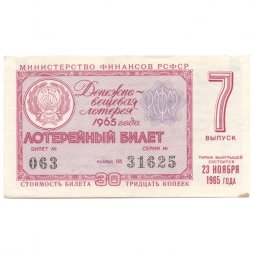 МИНИСТЕРСТВО ФИНАНСОВ РСФСР
Денежно-
вещевая
лотерея
1965 года
ЛОТЕРЕЙНЫЙ БИЛЕТ
БИЛЕТ № СЕРИЯ №
063 РАЗРЯД 31625
СТОИМОСТЬ БИЛЕТА 30 ТРИДЦАТЬ КОПЕЕК
7
ВЫПУСК
ТИРАЖ ВЫИГРЫШЕЙ
СОСТОИТСЯ
23 НОЯБРЯ
1965 ГОДА